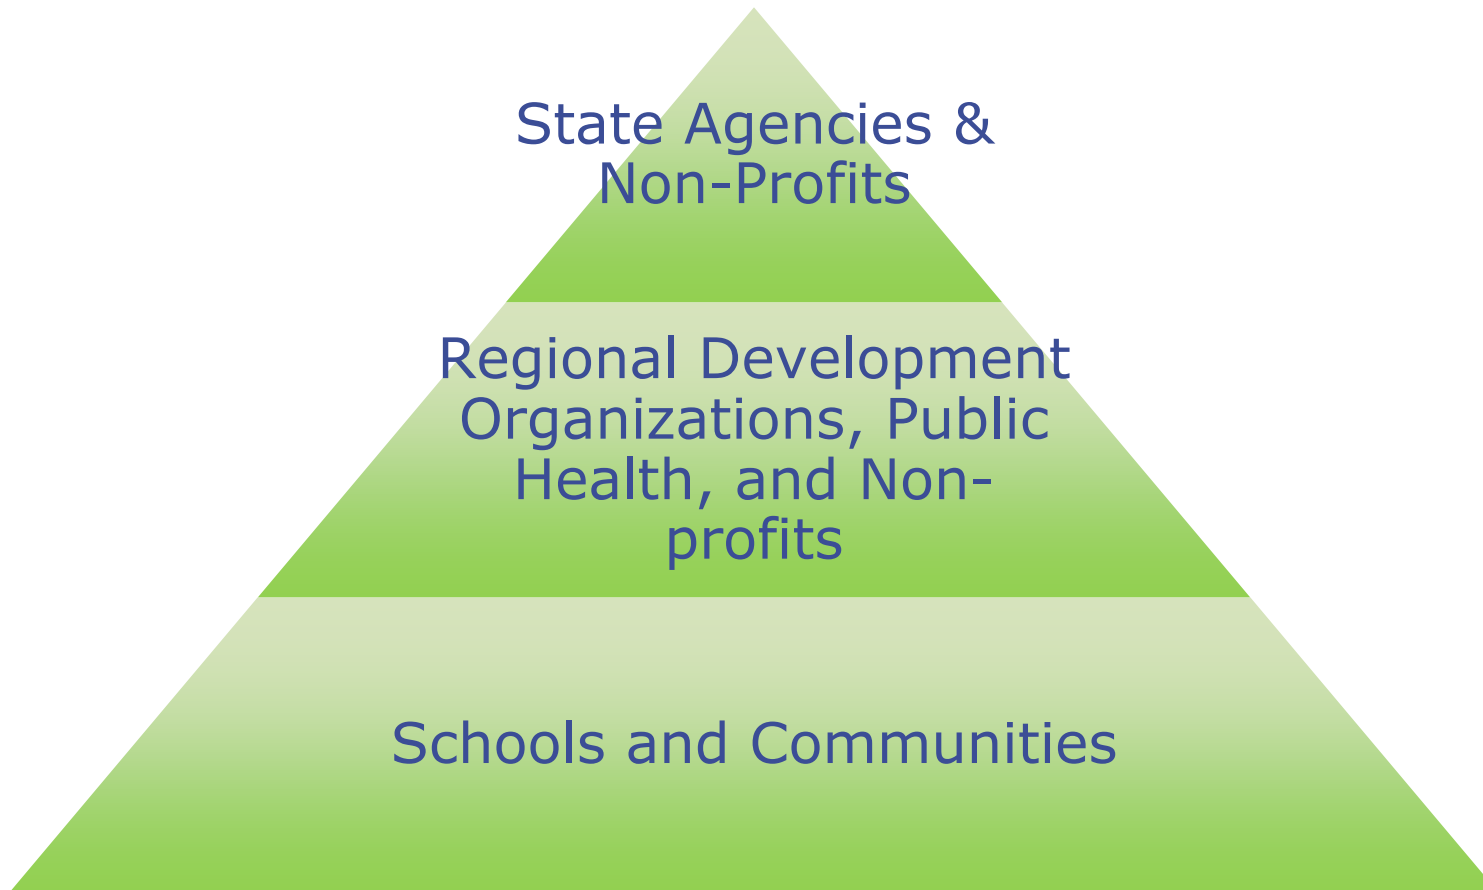 State Agencies &
Non-Profits
Regional Development
Organizations, Public
Health, and Non-
profits
Schools and Communities